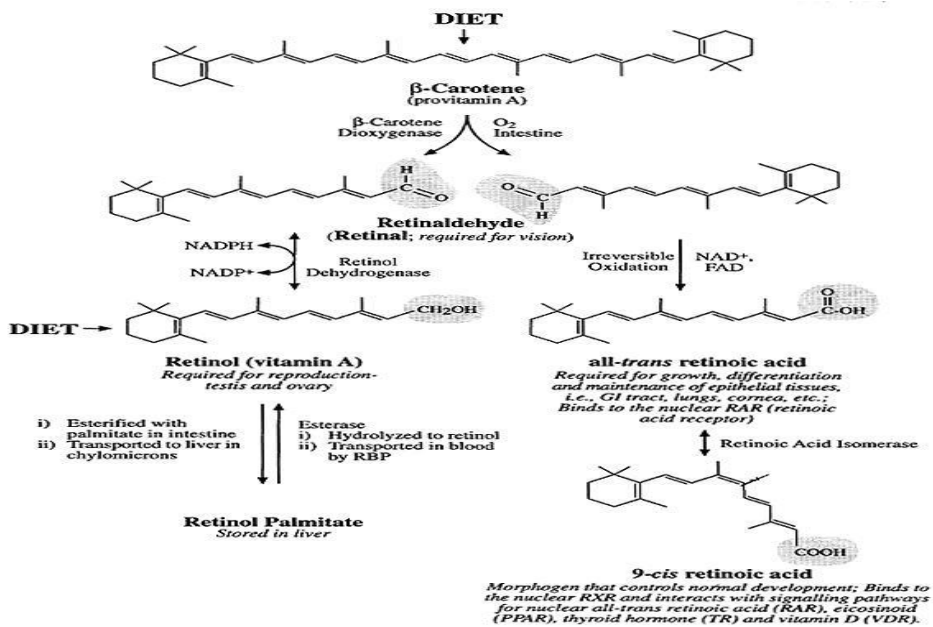 DIET
β-Carotene
(provitamin A)
β-Carotene
Dioxygenase
O2
Intestine
H
C
O
O
C
H
Retinaldehyde
(Retinal; required for vision)
NADPH
NADP+
Retinol
Dehydrogenase
Irreversible
Oxidation
NAD+,
FAD
DIET
CH2OH
O
C-OH
Retinol (vitamin A)
Required for reproduction-
testis and ovary
all-trans retinoic acid
Required for growth, differentiation
and maintenance of epithelial tissues,
i.e., GI tract, lungs, cornea, etc.;
Binds to the nuclear RAR (retinoic
acid receptor)
i) Esterified with
palmitate in intestine
ii) Transported to liver in
chylomicrons
Esterase
i) Hydrolyzed to retinol
ii) Transported in blood
by RBP
Retinoic Acid Isomerase
Retinol Palmitate
Stored in liver
COOH
9-cis retinoic acid
Morphogen that controls normal development; Binds to
the nuclear RXR and interacts with signalling pathways
for nuclear all-trans retinoic acid (RAR), eicosinoid
(PPAR), thyroid hormone (TR) and vitamin D (VDR).